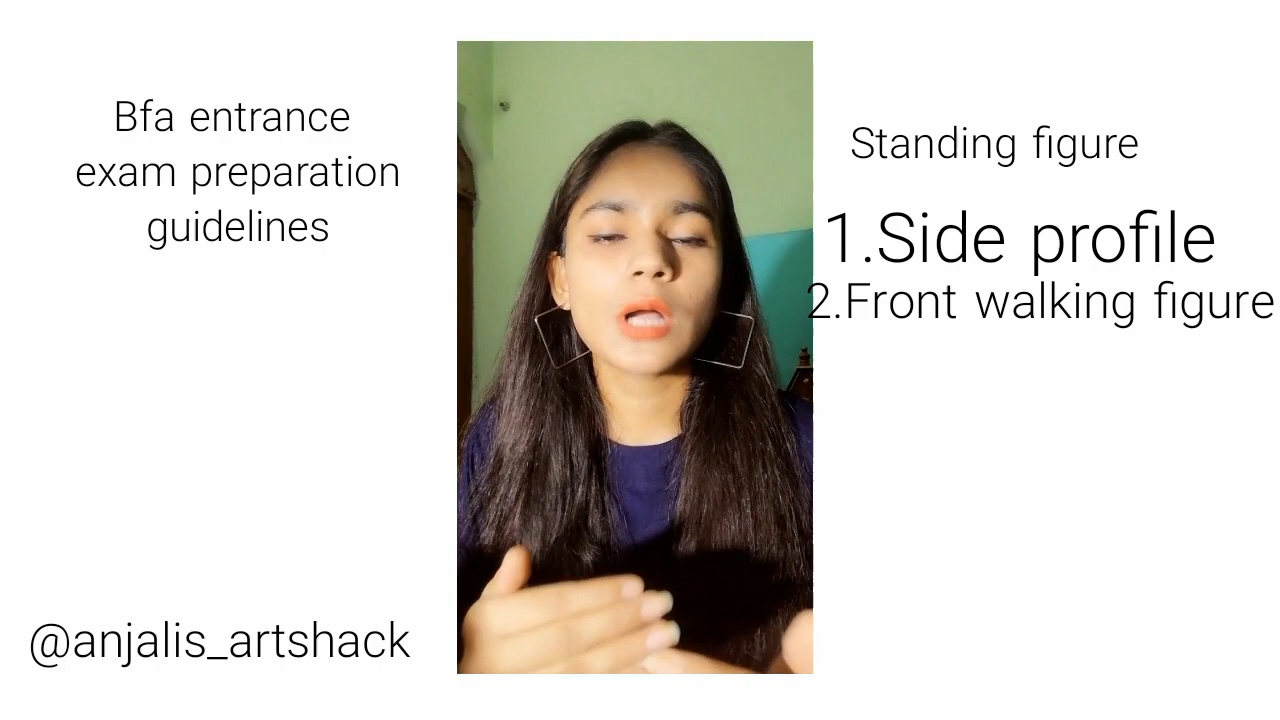 Bfa entrance
exam preparation
guidelines
Standing figure
1.Side profile
2.Front walking figure
@anjalis_artshack